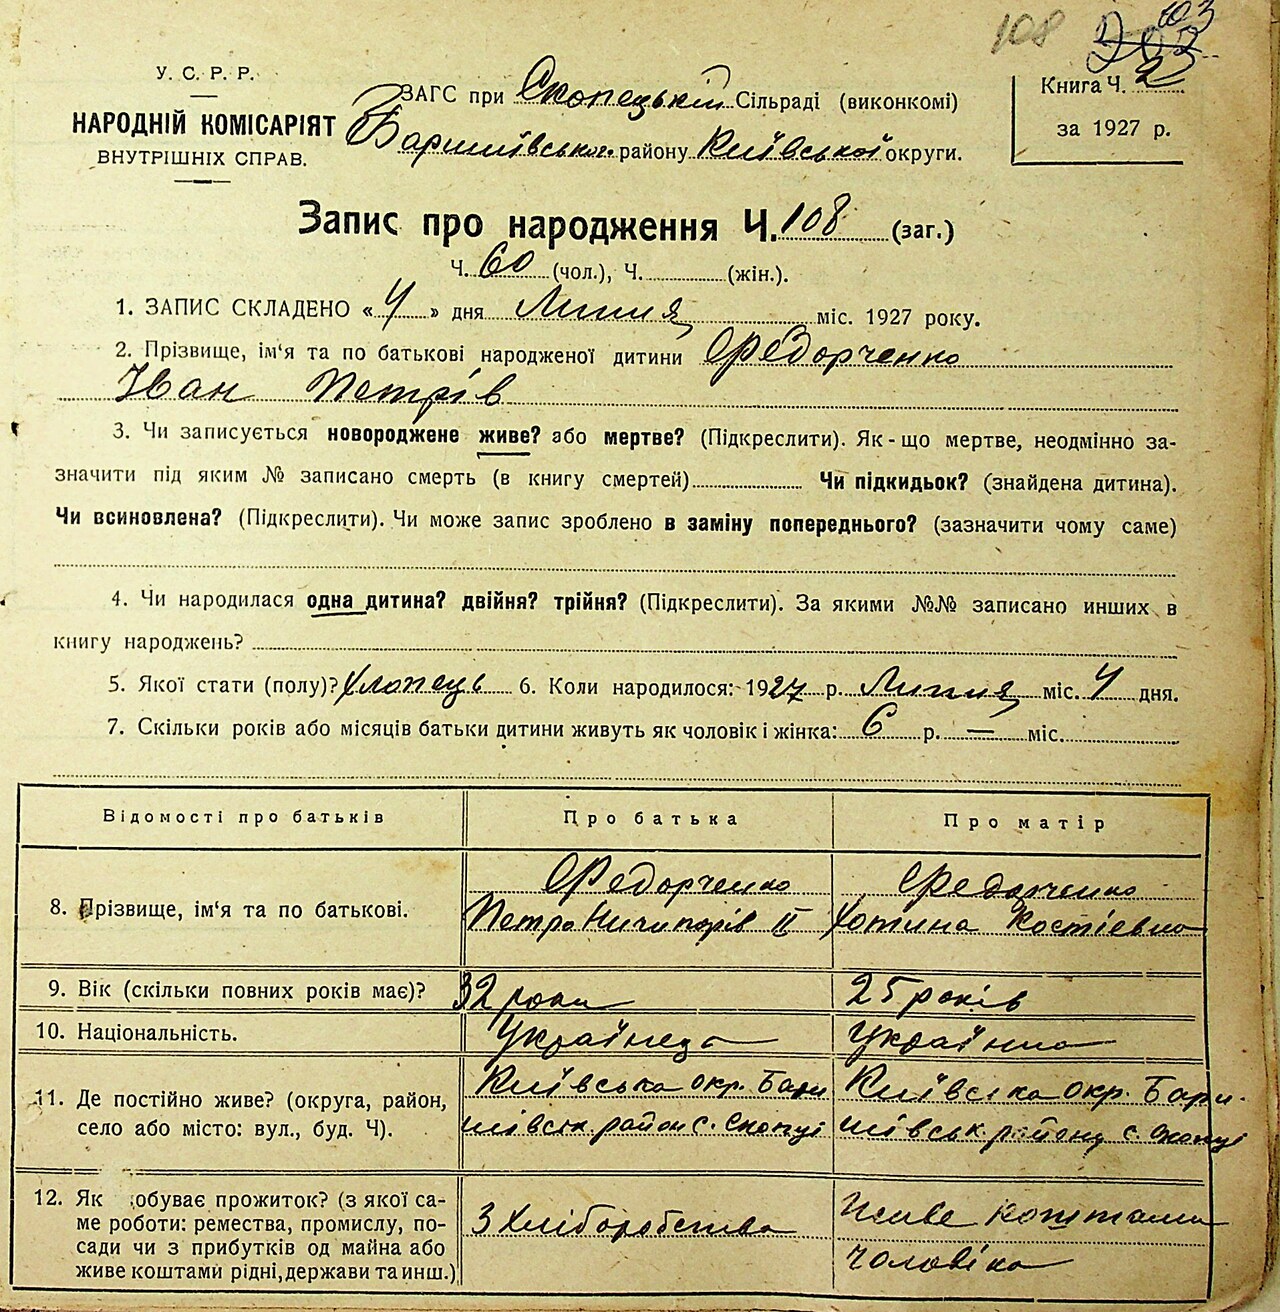 108 103
У. С. Р. Р.
НАРОДНІЙ КОМІСАРІЯТ
ВНУТРІШНІХ СПРАВ.
ЗАГС при Скопецькій Сільраді (виконкомі)
Баришівського району Київської округи.
Книга Ч. 2
за 1927 р.
Запис про народження Ч. 108 (заг.)
Ч. 60 (чол.), Ч. (жін.).
1. ЗАПИС СКЛАДЕНО «4» дня Липня міс. 1927 року.
2. Прізвище, ім‘я та по батькові народженої дитини Федорченко
Іван Петрів
3. Чи записується новороджене живе? або мертве? (Підкреслити). Як-що мертве, неодмінно за-
значити під яким № записано смерть (в книгу смертей) Чи підкидьок? (знайдена дитина).
Чи всиновлена? (Підкреслити). Чи може запис зроблено в заміну попереднього? (зазначити чому саме)
4. Чи народилася одна дитина? двійня? трійня? (Підкреслити). За якими №№ записано инших в
книгу народжень?
5. Якої стати (полу)? Хлопець 6. Коли народилося: 1927 р. Липня міс. 4 дня.
7. Скільки років або місяців батьки дитини живуть як чоловік і жінка: 6 р. — міс.
Відомості про батьків Про батька Про матір
8. Прізвище, ім‘я та по батькові. Федорченко Петро Ничипорів II Федорченко Хотина Костіевна
9. Вік (скільки повних років має)? 32 роки 25 років
10. Національність. Українець Українка
11. Де постійно живе? (округа, район, Київська окр. Бари Київська окр. Бари-
село або місто: вул., буд. Ч). шівськ. район с. Скопці шівськ. району с. Скопці
12. Як обуває прожиток? (з якої са-
ме роботи: ремества, промислу, по- З Хліборобства Живе коштами
сади чи з прибутків од майна або чоловіка
живе коштами рідні, держави та инш.)